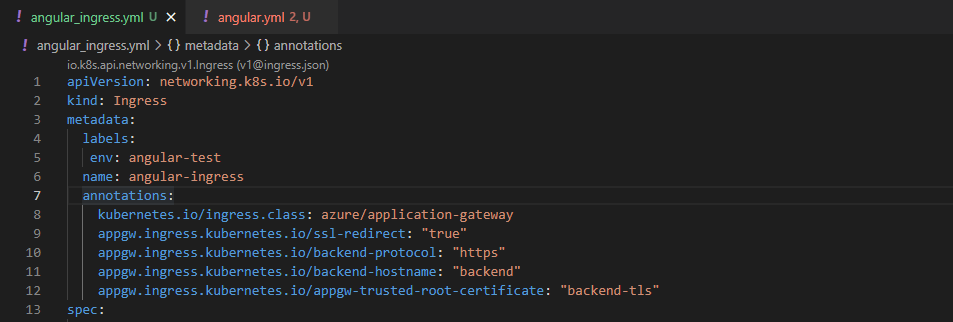 ! angular_ingress.yml U × ! angular.yml 2, U
! angular_ingress.yml > {} metadata > {} annotations
io.k8s.api.networking.v1.Ingress (v1@ingress.json)
1 apiVersion: networking.k8s.io/v1
2 kind: Ingress
3 metadata:
4   labels:
5    env: angular-test
6   name: angular-ingress
7   annotations:
8     kubernetes.io/ingress.class: azure/application-gateway
9     appgw.ingress.kubernetes.io/ssl-redirect: "true"
10     appgw.ingress.kubernetes.io/backend-protocol: "https"
11     appgw.ingress.kubernetes.io/backend-hostname: "backend"
12     appgw.ingress.kubernetes.io/appgw-trusted-root-certificate: "backend-tls"
13 spec: